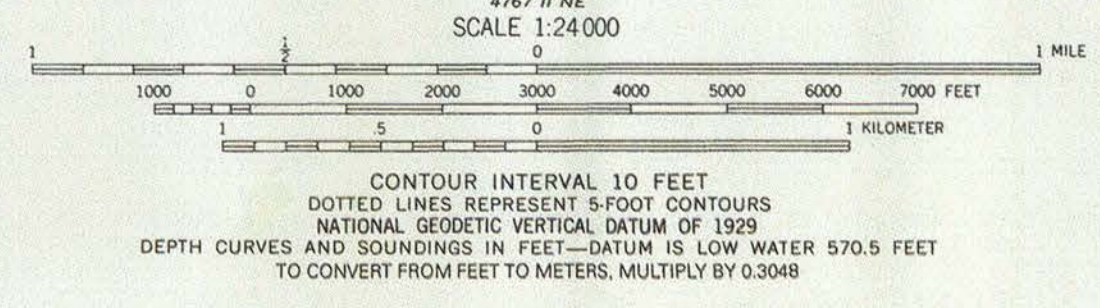 SCALE 1:24 000
1 1/2 0 1 MILE
1000 0 1000 2000 3000 4000 5000 6000 7000 FEET
1 .5 0 1 KILOMETER
CONTOUR INTERVAL 10 FEET
DOTTED LINES REPRESENT 5-FOOT CONTOURS
NATIONAL GEODETIC VERTICAL DATUM OF 1929
DEPTH CURVES AND SOUNDINGS IN FEET—DATUM IS LOW WATER 570.5 FEET
TO CONVERT FROM FEET TO METERS, MULTIPLY BY 0.3048